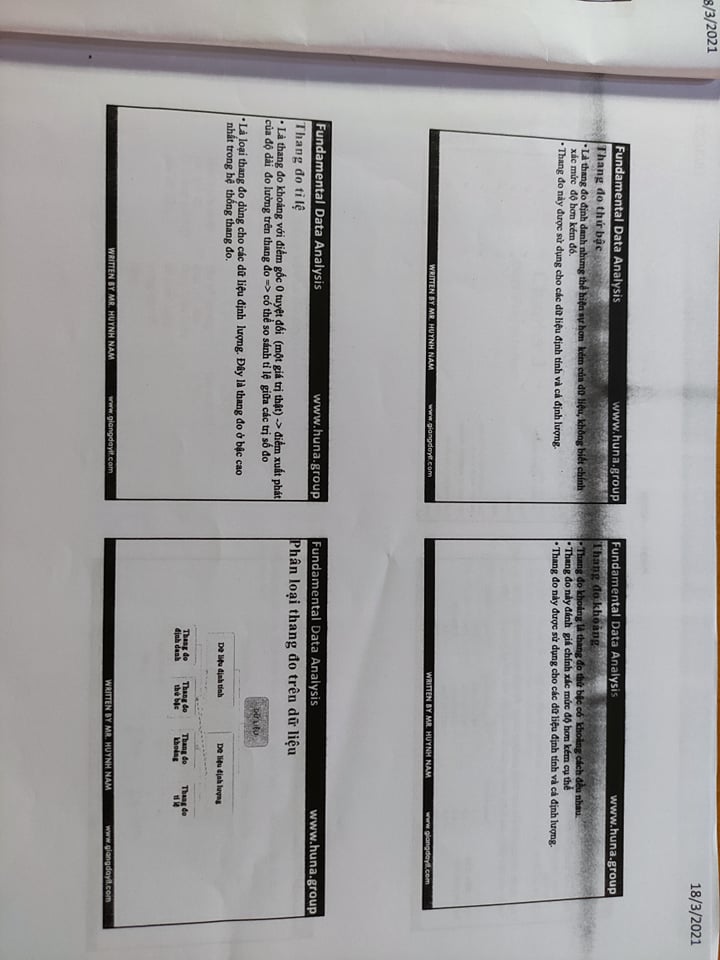 8/3/2021
18/3/2021
Fundamental Data Analysis www.huna.group
Thang đo thứ bậc
• Là thang đo định danh nhưng thể hiện sự hơn kém của dữ liệu, không biết chính
xác mức độ hơn kém đó.
• Thang đo này được sử dụng cho các dữ liệu định tính và cả định lượng.
WRITTEN BY MR. HUYNH NAM www.giangdayit.com
Fundamental Data Analysis www.huna.group
Thang đo khoảng
• Thang đo khoảng là thang đo thứ bậc có khoảng cách đều nhau.
• Thang đo này đánh giá chính xác mức độ hơn kém cụ thể
• Thang đo này được sử dụng cho các dữ liệu định tính và cả định lượng.
WRITTEN BY MR. HUYNH NAM www.giangdayit.com
Fundamental Data Analysis www.huna.group
Thang đo tỉ lệ
• Là thang đo khoảng với điểm gốc 0 tuyệt đối (một giá trị thật) -> điểm xuất phát
của độ dài đo lường trên thang đo => có thể so sánh tỉ lệ giữa các trị số đo
• Là loại thang đo dùng cho các dữ liệu định lượng. Đây là thang đo ở bậc cao
nhất trong hệ thống thang đo.
WRITTEN BY MR. HUYNH NAM www.giangdayit.com
Fundamental Data Analysis www.huna.group
Phân loại thang đo trên dữ liệu
DỮ LIỆU
Dữ liệu định tính Dữ liệu định lượng
Thang đo Thang đo Thang đo Thang đo
định danh thứ bậc khoảng tỉ lệ
WRITTEN BY MR. HUYNH NAM www.giangdayit.com